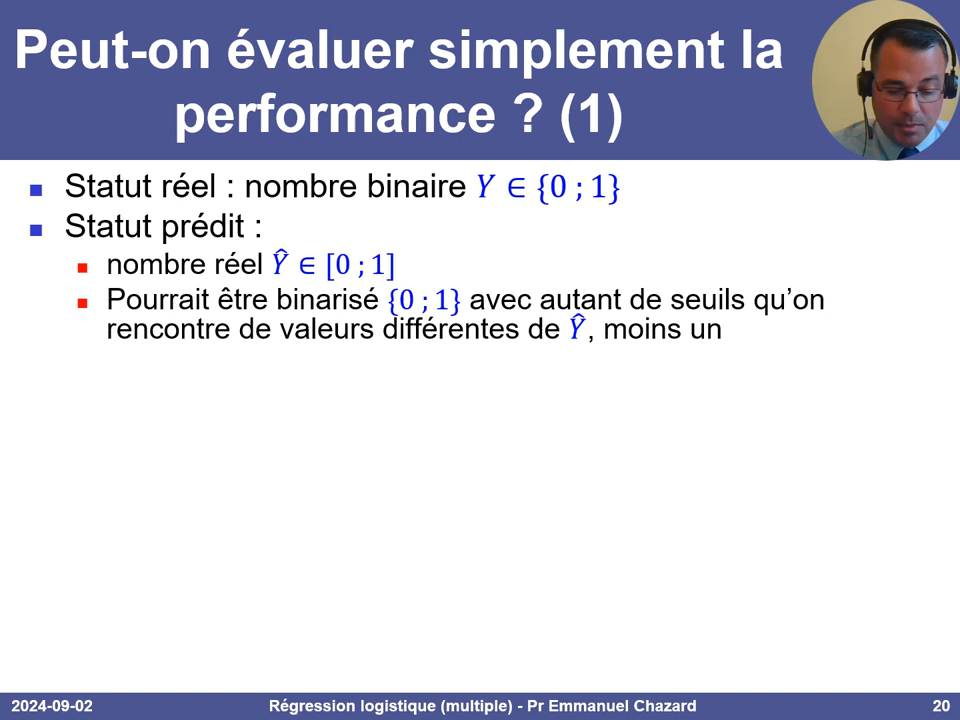 Peut-on évaluer simplement la
performance ? (1)
Statut réel : nombre binaire Y ∈ {0 ; 1}
Statut prédit :
nombre réel Ŷ ∈ [0 ; 1]
Pourrait être binarisé {0 ; 1} avec autant de seuils qu’on
rencontre de valeurs différentes de Ŷ, moins un
2024-09-02
Régression logistique (multiple) - Pr Emmanuel Chazard
20